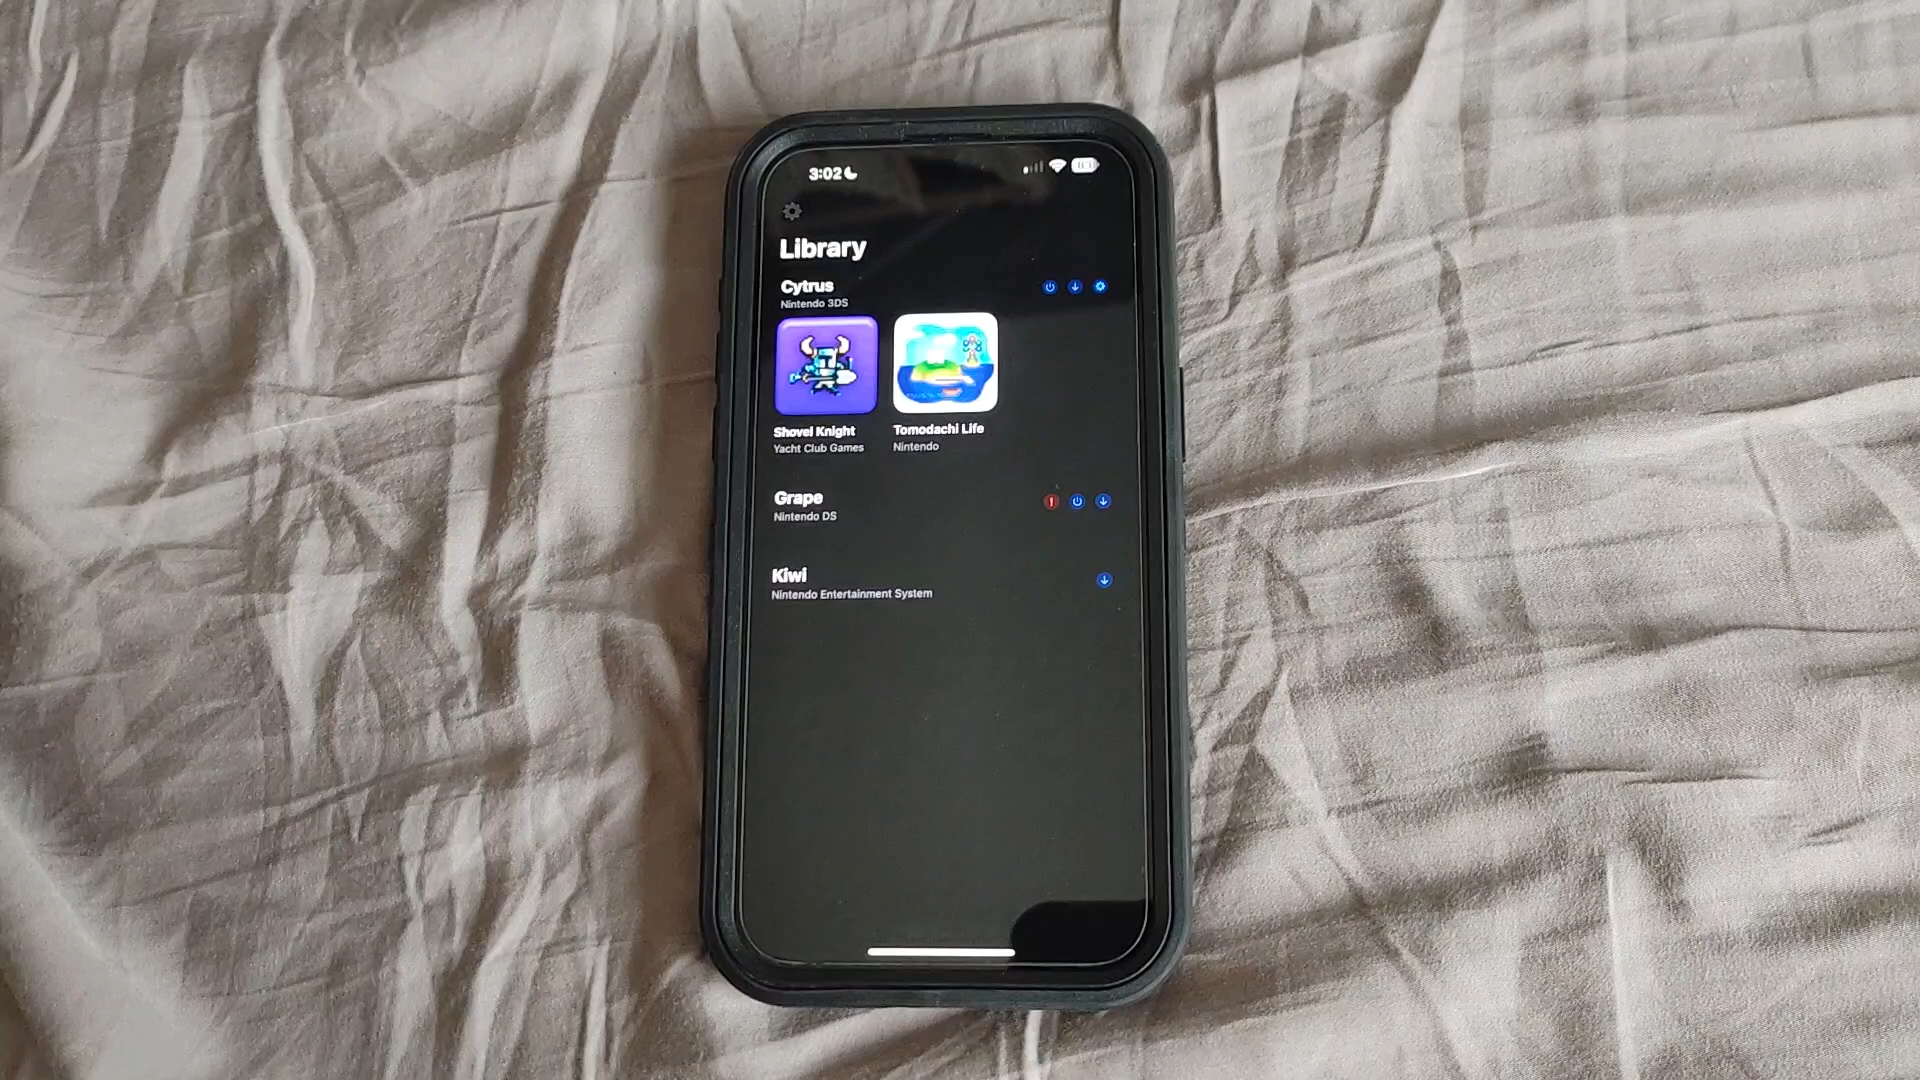 3:02
83
Library
Cytrus
Nintendo 3DS
Shovel Knight
Yacht Club Games
Tomodachi Life
Nintendo
Grape
Nintendo DS
Kiwi
Nintendo Entertainment System